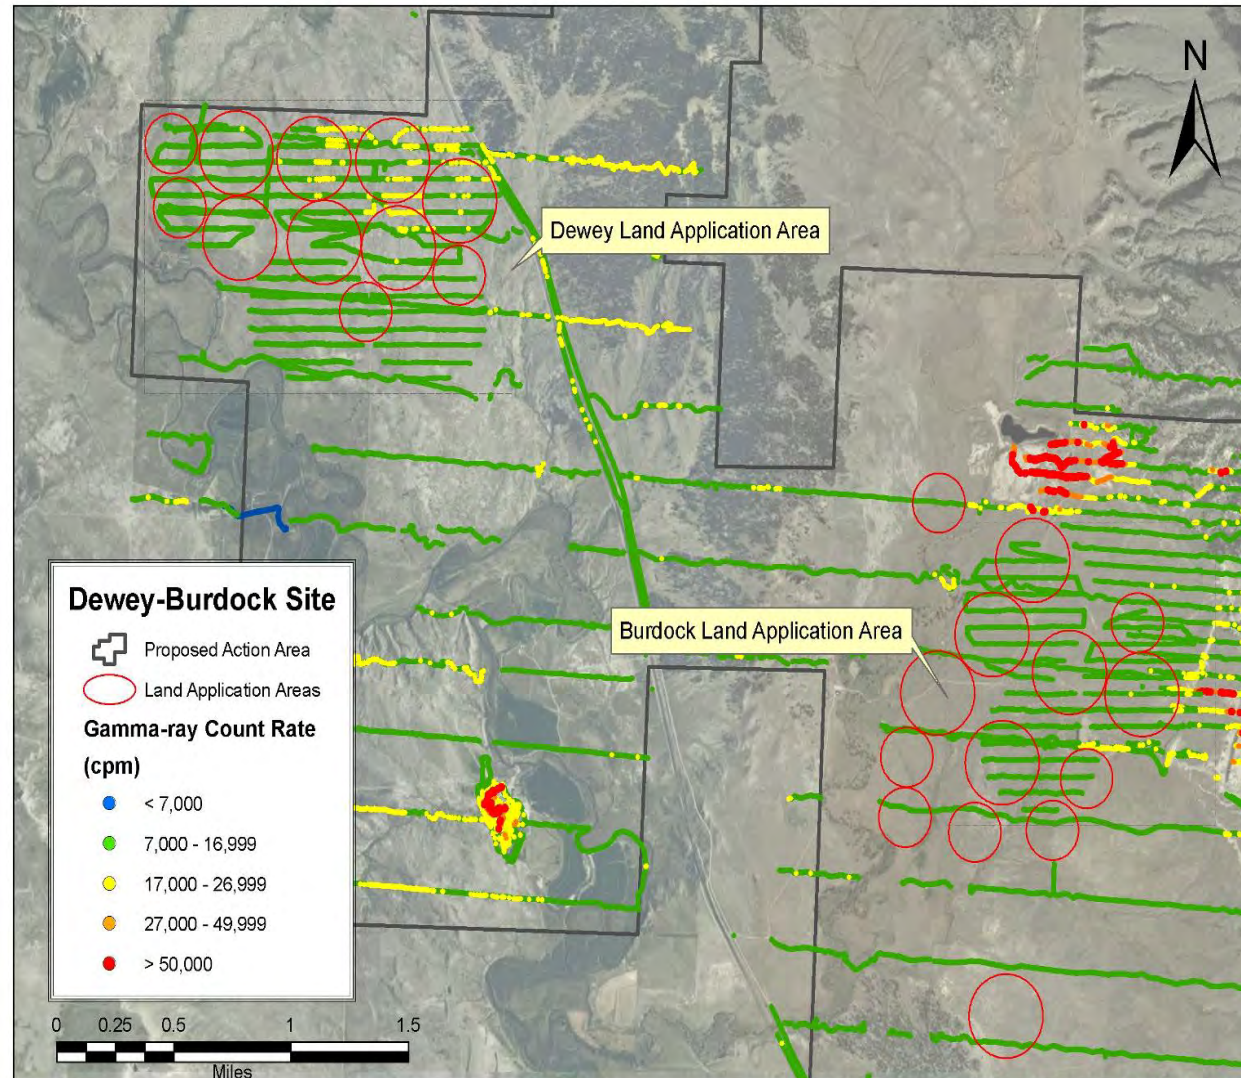 N
Dewey Land Application Area
Burdock Land Application Area
Dewey-Burdock Site
Proposed Action Area
Land Application Areas
Gamma-ray Count Rate
(cpm)
< 7,000
7,000 - 16,999
17,000 - 26,999
27,000 - 49,999
> 50,000
0 0.25 0.5 1 1.5
Miles